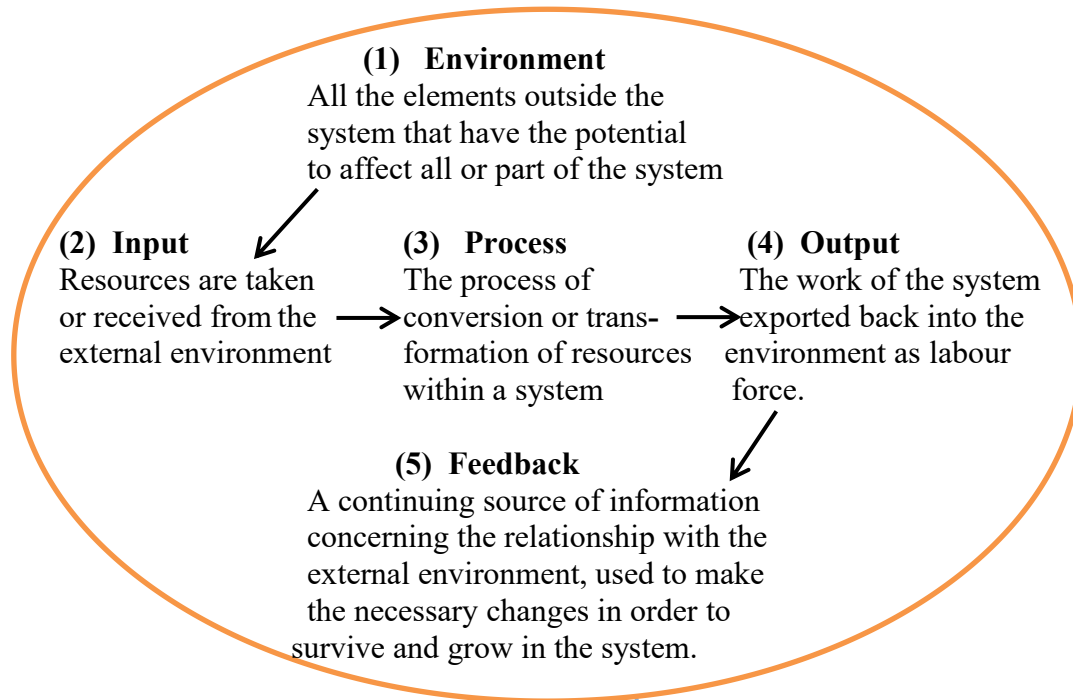 (1) Environment
All the elements outside the
system that have the potential
to affect all or part of the system
(2) Input
Resources are taken
or received from the
external environment
(3) Process
The process of
conversion or trans-
formation of resources
within a system
(4) Output
The work of the system
exported back into the
environment as labour
force.
(5) Feedback
A continuing source of information
concerning the relationship with the
external environment, used to make
the necessary changes in order to
survive and grow in the system.